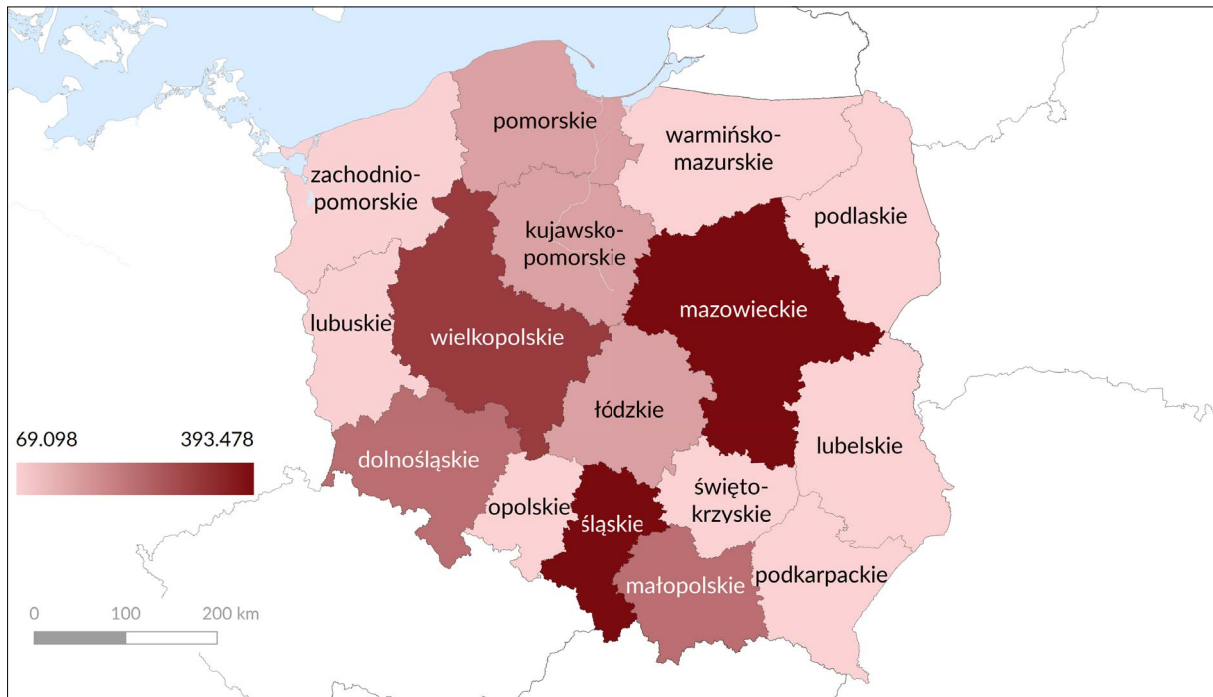 pomorskie
warmińsko-
mazurskie
zachodnio-
pomorskie
podlaskie
kujawsko-
pomorskie
mazowieckie
lubuskie
wielkopolskie
łódzkie
69.098 393.478
lubelskie
dolnośląskie
opolskie
święto-
krzyskie
śląskie
małopolskie
podkarpackie
0 100 200 km